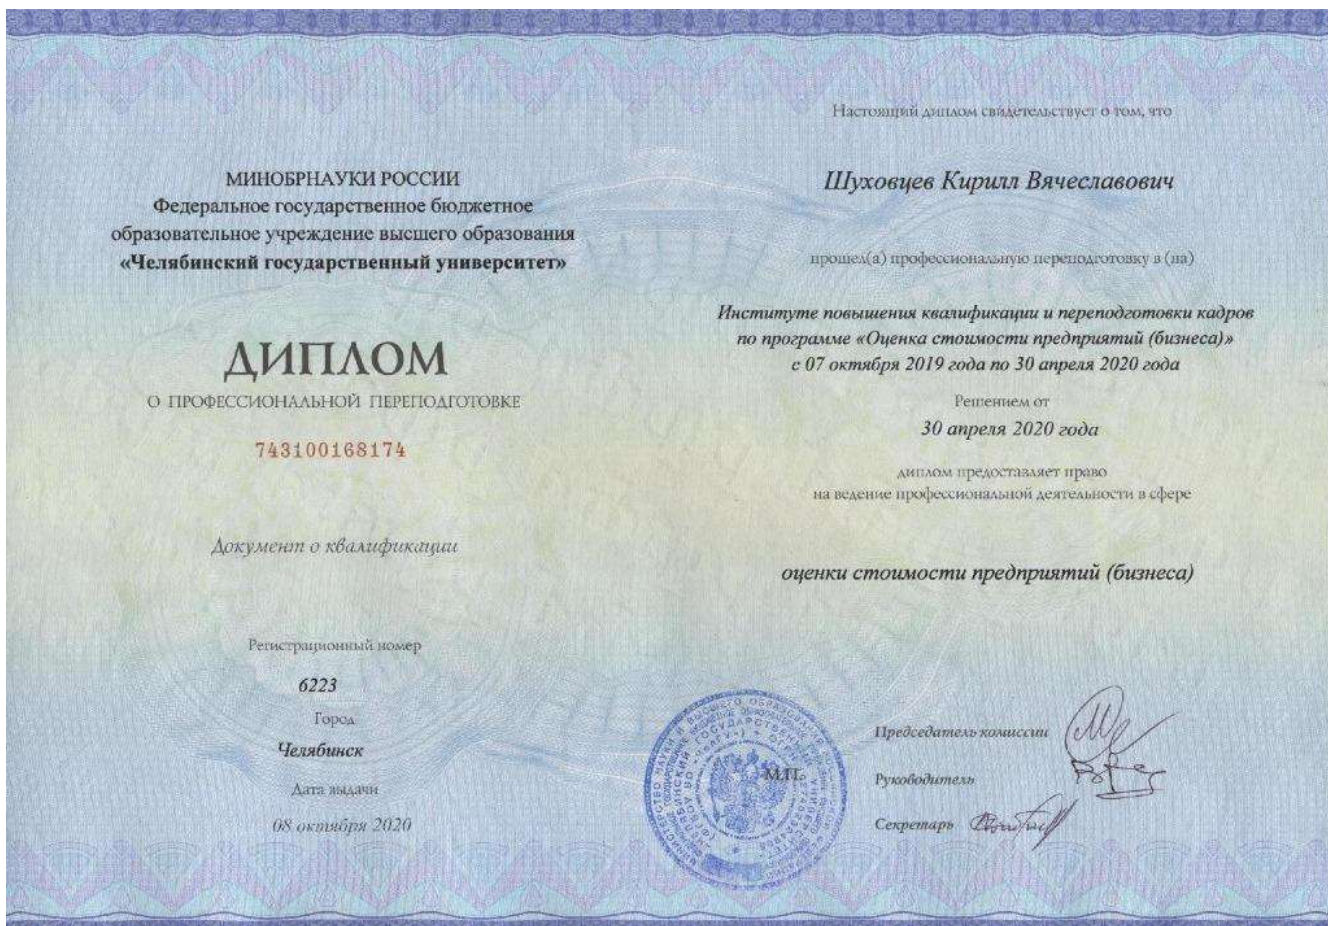 МИНОБРНАУКИ РОССИИ
Федеральное государственное бюджетное
образовательное учреждение высшего образования
«Челябинский государственный университет»
ДИПЛОМ
О ПРОФЕССИОНАЛЬНОЙ ПЕРЕПОДГОТОВКЕ
743100168174
Документ о квалификации
Регистрационный номер
6223
Город
Челябинск
Дата выдачи
08 октября 2020
Настоящий диплом свидетельствует о том, что
Шуховцев Кирилл Вячеславович
прошел(а) профессиональную переподготовку в (на)
Институте повышения квалификации и переподготовки кадров
по программе «Оценка стоимости предприятий (бизнеса)»
с 07 октября 2019 года по 30 апреля 2020 года
Решением от
30 апреля 2020 года
диплом предоставляет право
на ведение профессиональной деятельности в сфере
оценки стоимости предприятий (бизнеса)
М.П.
Председатель комиссии
Руководитель
Секретарь